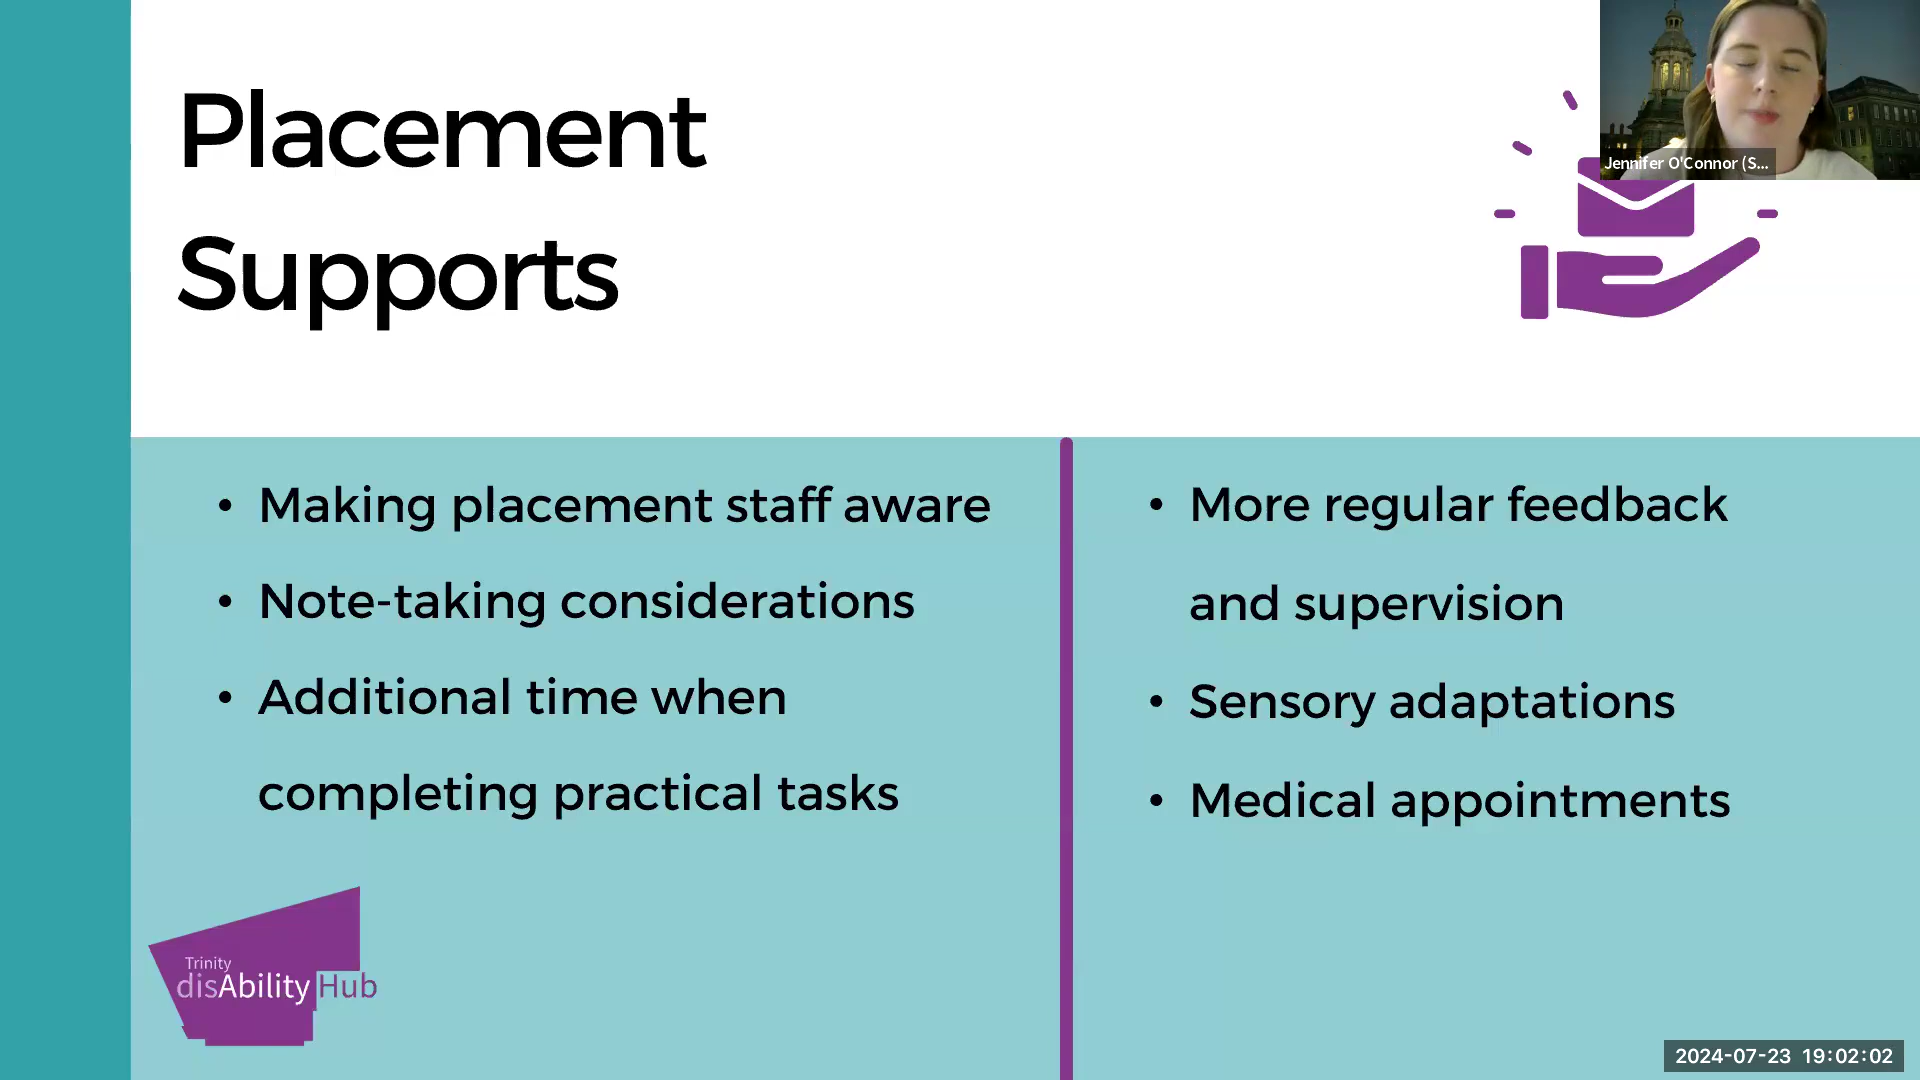 Placement
Supports
Jennifer O'Connor (S...
• Making placement staff aware
• Note-taking considerations
• Additional time when
completing practical tasks
• More regular feedback
and supervision
• Sensory adaptations
• Medical appointments
Trinity
disAbility Hub
2024-07-23 19:02:02